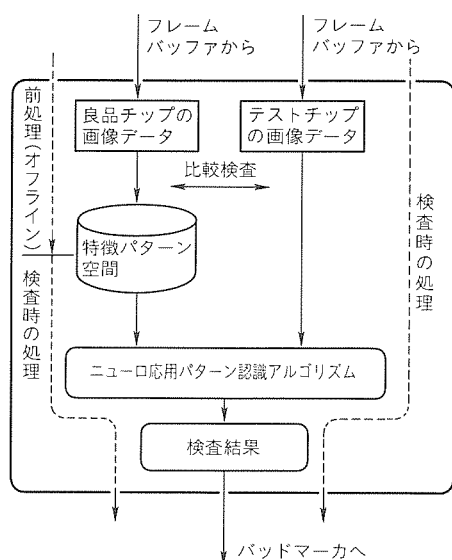 フレーム
バッファから
フレーム
バッファから
良品チップの
画像データ
テストチップ
の画像データ
比較検査
前処理(オフライン)
検査時の処理
特徴パターン
空間
検査時の処理
ニューロ応用パターン認識アルゴリズム
検査結果
バッドマーカへ